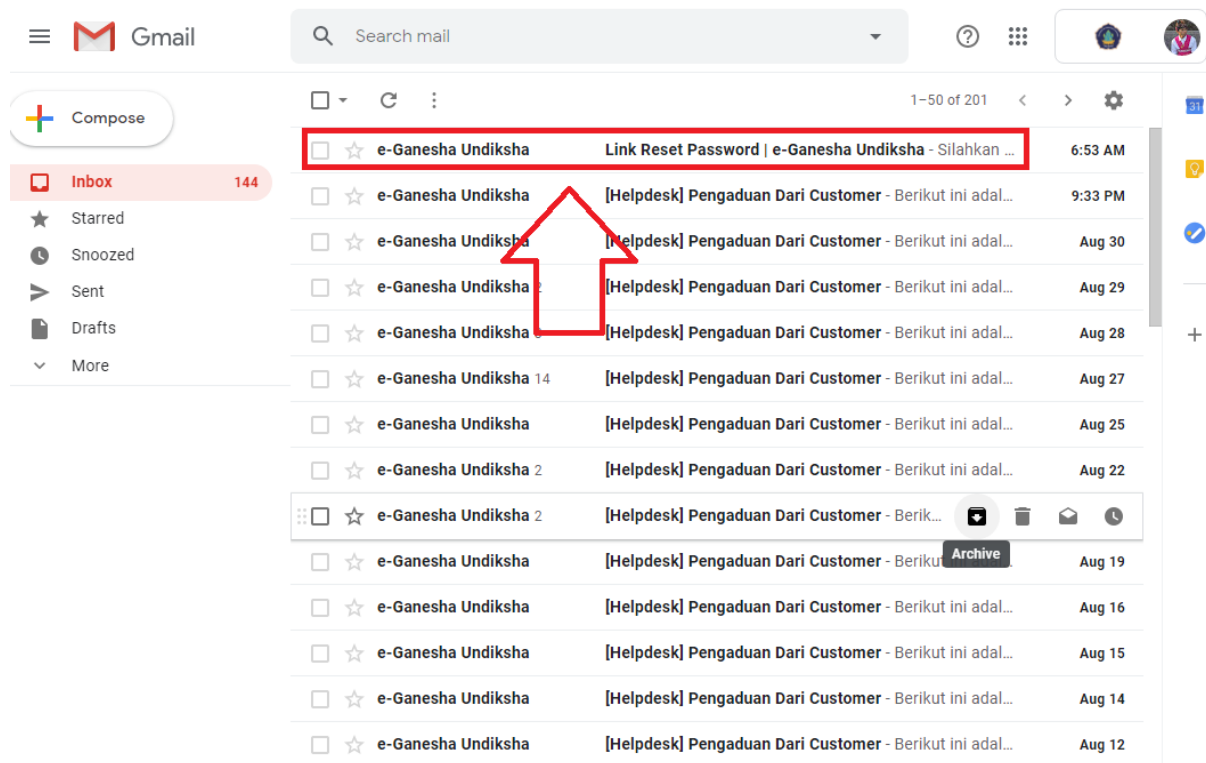 Gmail
Search mail
Compose
1–50 of 201
Inbox 144
Starred
Snoozed
Sent
Drafts
More
e-Ganesha Undiksha Link Reset Password | e-Ganesha Undiksha - Silahkan ... 6:53 AM
e-Ganesha Undiksha [Helpdesk] Pengaduan Dari Customer - Berikut ini adal... 9:33 PM
e-Ganesha Undiksha [Helpdesk] Pengaduan Dari Customer - Berikut ini adal... Aug 30
e-Ganesha Undiksha 2 [Helpdesk] Pengaduan Dari Customer - Berikut ini adal... Aug 29
e-Ganesha Undiksha [Helpdesk] Pengaduan Dari Customer - Berikut ini adal... Aug 28
e-Ganesha Undiksha 14 [Helpdesk] Pengaduan Dari Customer - Berikut ini adal... Aug 27
e-Ganesha Undiksha [Helpdesk] Pengaduan Dari Customer - Berikut ini adal... Aug 25
e-Ganesha Undiksha 2 [Helpdesk] Pengaduan Dari Customer - Berikut ini adal... Aug 22
e-Ganesha Undiksha 2 [Helpdesk] Pengaduan Dari Customer - Berik...
Archive
e-Ganesha Undiksha [Helpdesk] Pengaduan Dari Customer - Berikut Aug 19
e-Ganesha Undiksha [Helpdesk] Pengaduan Dari Customer - Berikut ini adal... Aug 16
e-Ganesha Undiksha [Helpdesk] Pengaduan Dari Customer - Berikut ini adal... Aug 15
e-Ganesha Undiksha [Helpdesk] Pengaduan Dari Customer - Berikut ini adal... Aug 14
e-Ganesha Undiksha [Helpdesk] Pengaduan Dari Customer - Berikut ini adal... Aug 12
31